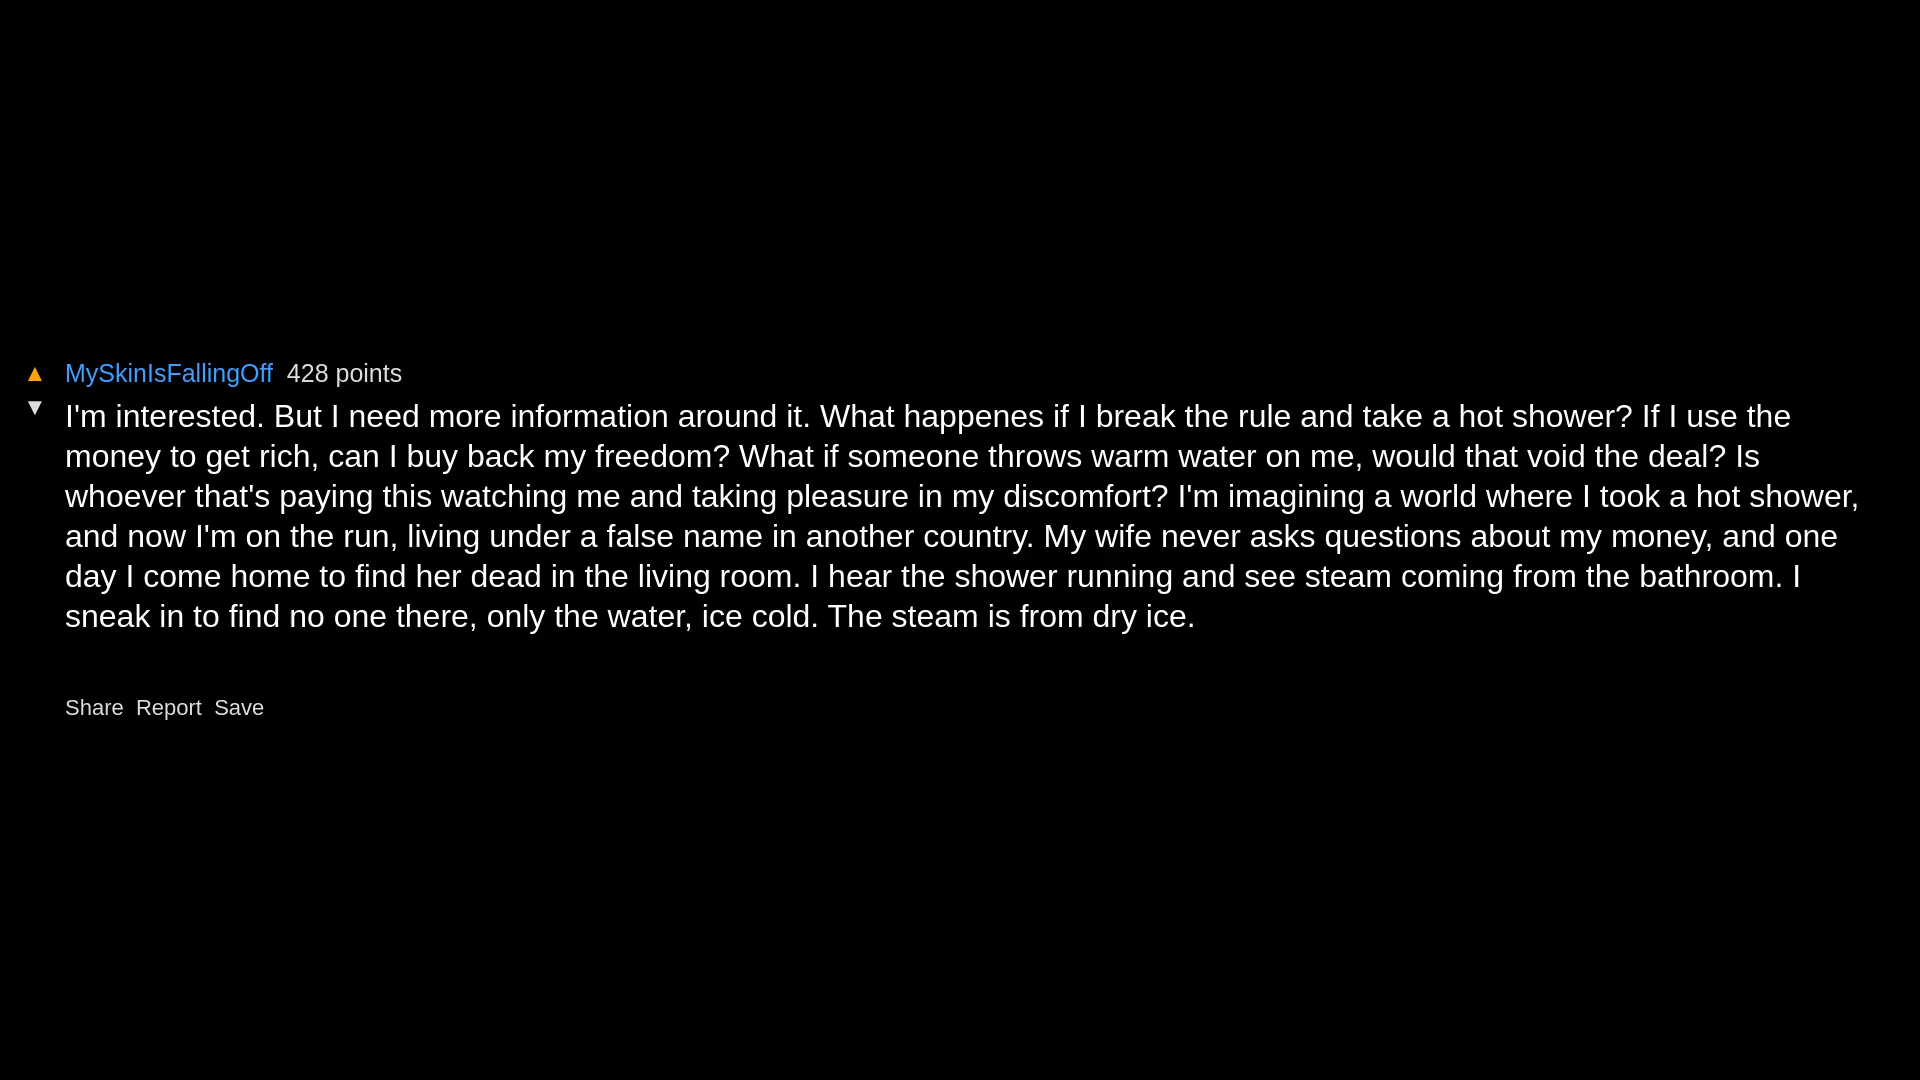 ▲ MySkinIsFallingOff 428 points
▼ I'm interested. But I need more information around it. What happenes if I break the rule and take a hot shower? If I use the
money to get rich, can I buy back my freedom? What if someone throws warm water on me, would that void the deal? Is
whoever that's paying this watching me and taking pleasure in my discomfort? I'm imagining a world where I took a hot shower,
and now I'm on the run, living under a false name in another country. My wife never asks questions about my money, and one
day I come home to find her dead in the living room. I hear the shower running and see steam coming from the bathroom. I
sneak in to find no one there, only the water, ice cold. The steam is from dry ice.
Share Report Save